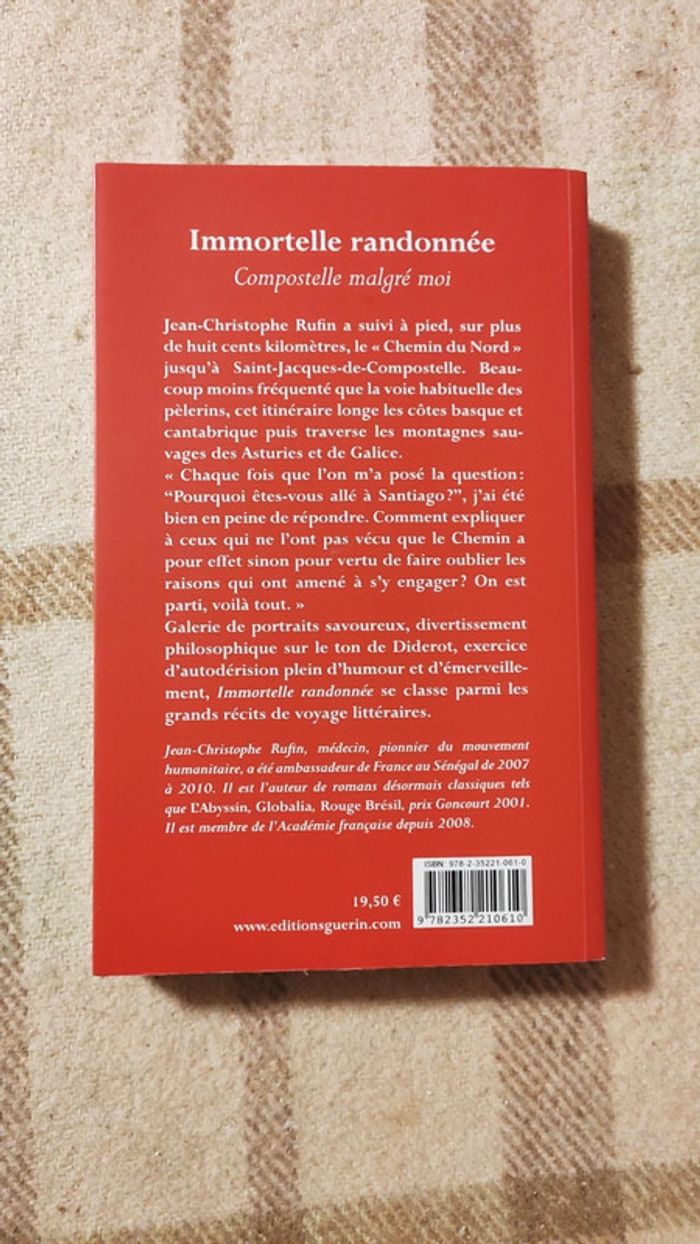 Immortelle randonnée
Compostelle malgré moi
Jean-Christophe Rufin a suivi à pied, sur plus
de huit cents kilomètres, le « Chemin du Nord »
jusqu'à Saint-Jacques-de-Compostelle. Beau-
coup moins fréquenté que la voie habituelle des
pèlerins, cet itinéraire longe les côtes basque et
cantabrique puis traverse les montagnes sau-
vages des Asturies et de Galice.
« Chaque fois que l'on m'a posé la question :
“Pourquoi êtes-vous allé à Santiago ?”, j'ai été
bien en peine de répondre. Comment expliquer
à ceux qui ne l'ont pas vécu que le Chemin a
pour effet sinon pour vertu de faire oublier les
raisons qui ont amené à s'y engager ? On est
parti, voilà tout. »
Galerie de portraits savoureux, divertissement
philosophique sur le ton de Diderot, exercice
d'autodérision plein d'humour et d'émerveille-
ment, Immortelle randonnée se classe parmi les
grands récits de voyage littéraires.
Jean-Christophe Rufin, médecin, pionnier du mouvement
humanitaire, a été ambassadeur de France au Sénégal de 2007
à 2010. Il est l'auteur de romans désormais classiques tels
que L'Abyssin, Globalia, Rouge Brésil, prix Goncourt 2001.
Il est membre de l'Académie française depuis 2008.
ISBN: 978-2-35221-061-0
19,50 €
9 782352 210610
www.editionsguerin.com